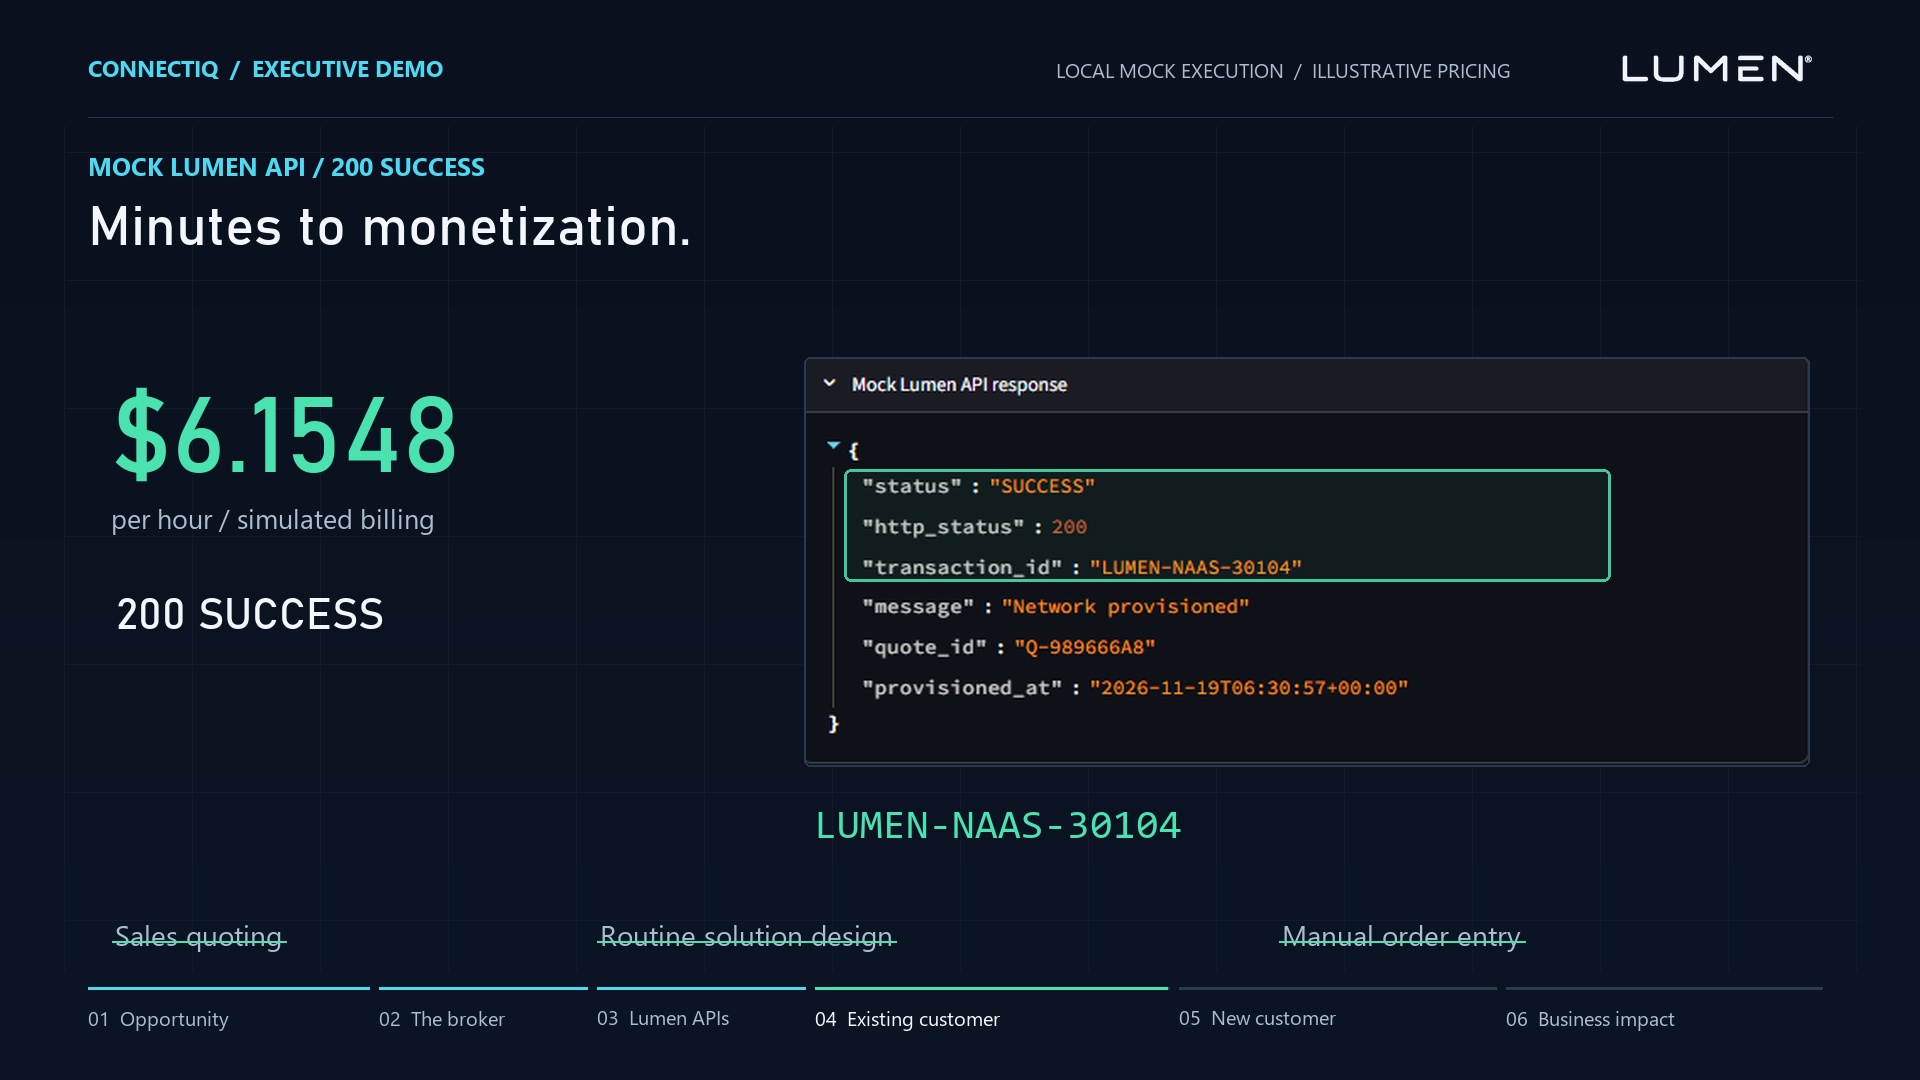 CONNECTIQ / EXECUTIVE DEMO
LOCAL MOCK EXECUTION / ILLUSTRATIVE PRICING
LUMEN®
MOCK LUMEN API / 200 SUCCESS
Minutes to monetization.
$6.1548
per hour / simulated billing
200 SUCCESS
Mock Lumen API response
{
"status" : "SUCCESS"
"http_status" : 200
"transaction_id" : "LUMEN-NAAS-30104"
"message" : "Network provisioned"
"quote_id" : "Q-989666A8"
"provisioned_at" : "2026-11-19T06:30:57+00:00"
}
LUMEN-NAAS-30104
Sales quoting
Routine solution design
Manual order entry
01 Opportunity
02 The broker
03 Lumen APIs
04 Existing customer
05 New customer
06 Business impact